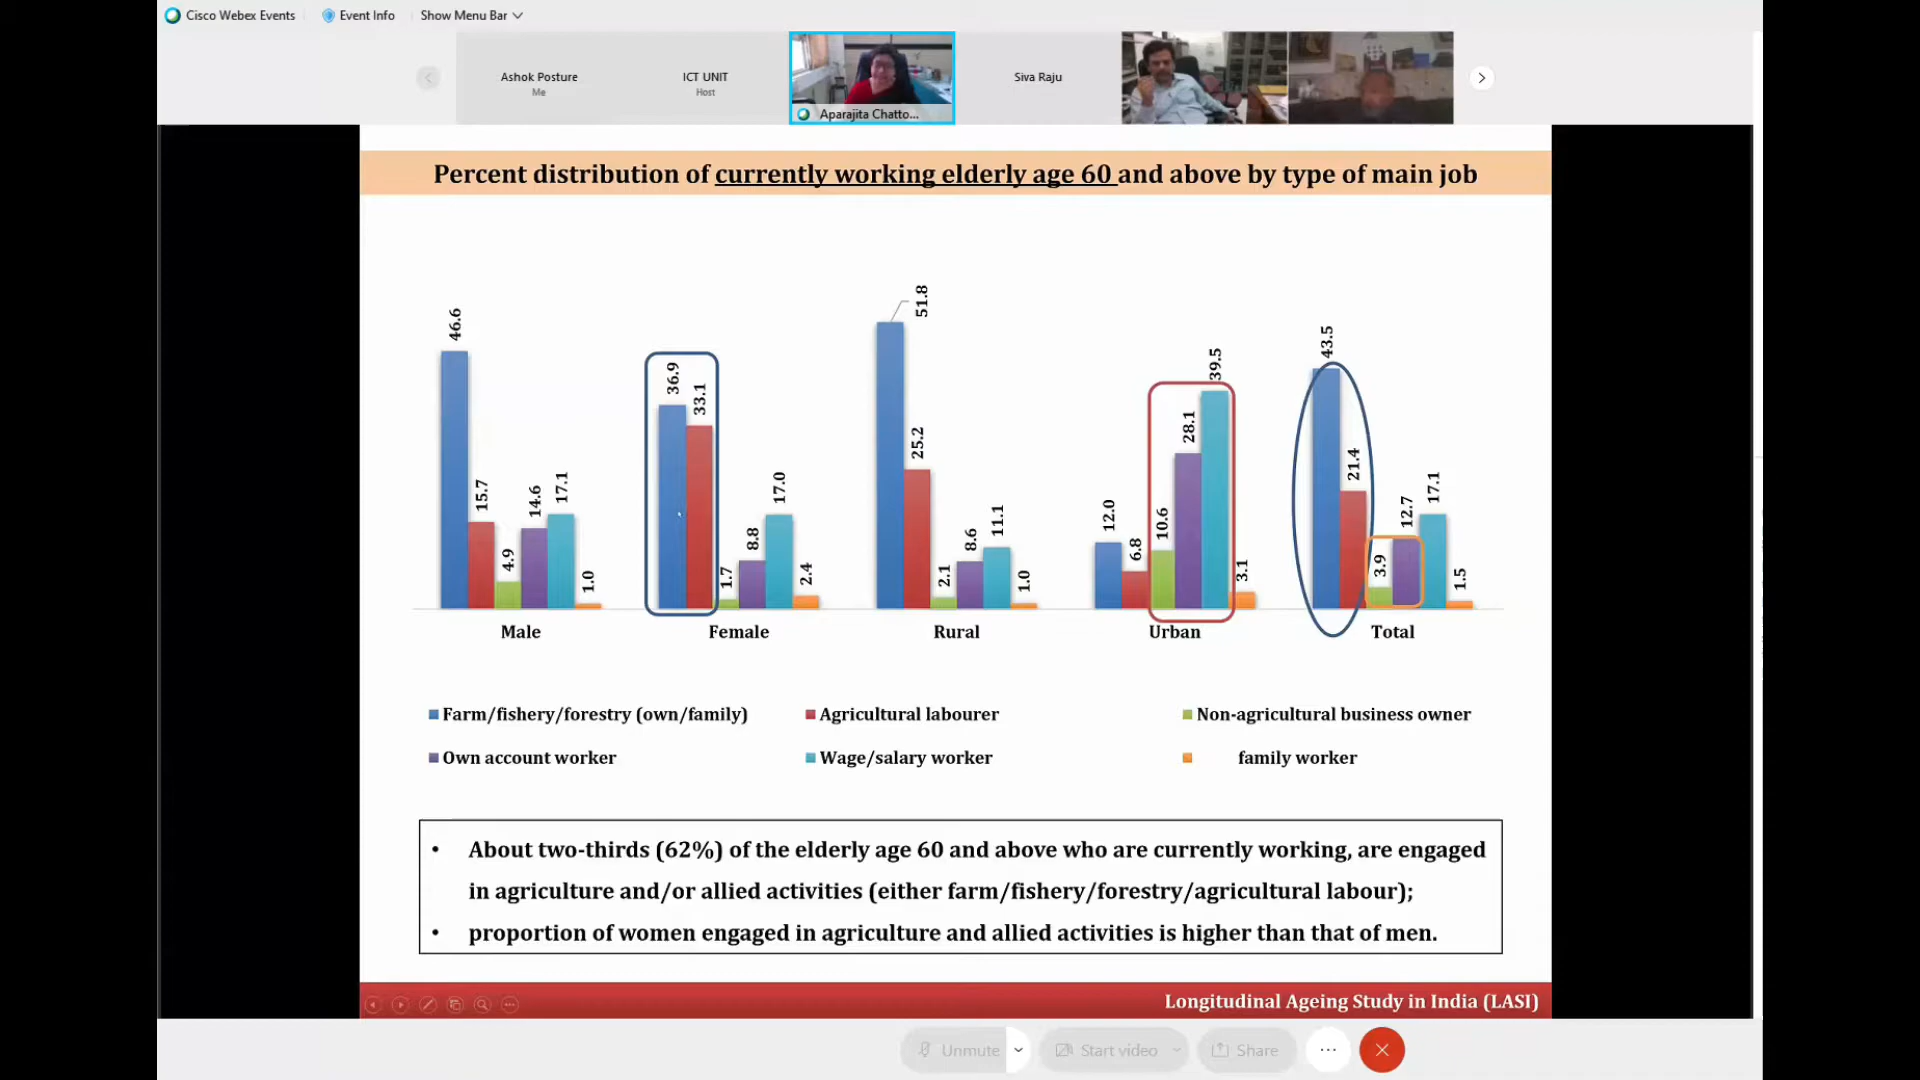 Cisco Webex Events
Event Info
Show Menu Bar
Ashok Posture
Me
ICT UNIT
Host
Aparajita Chatto...
Siva Raju
Percent distribution of currently working elderly age 60 and above by type of main job
46.6
15.7
4.9
14.6
17.1
1.0
36.9
33.1
1.7
8.8
17.0
2.4
51.8
25.2
2.1
8.6
11.1
1.0
12.0
6.8
10.6
28.1
39.5
3.1
43.5
21.4
3.9
12.7
17.1
1.5
Male Female Rural Urban Total
Farm/fishery/forestry (own/family) Agricultural labourer Non-agricultural business owner
Own account worker Wage/salary worker family worker
• About two-thirds (62%) of the elderly age 60 and above who are currently working, are engaged
in agriculture and/or allied activities (either farm/fishery/forestry/agricultural labour);
• proportion of women engaged in agriculture and allied activities is higher than that of men.
Longitudinal Ageing Study in India (LASI)
Unmute Start video Share